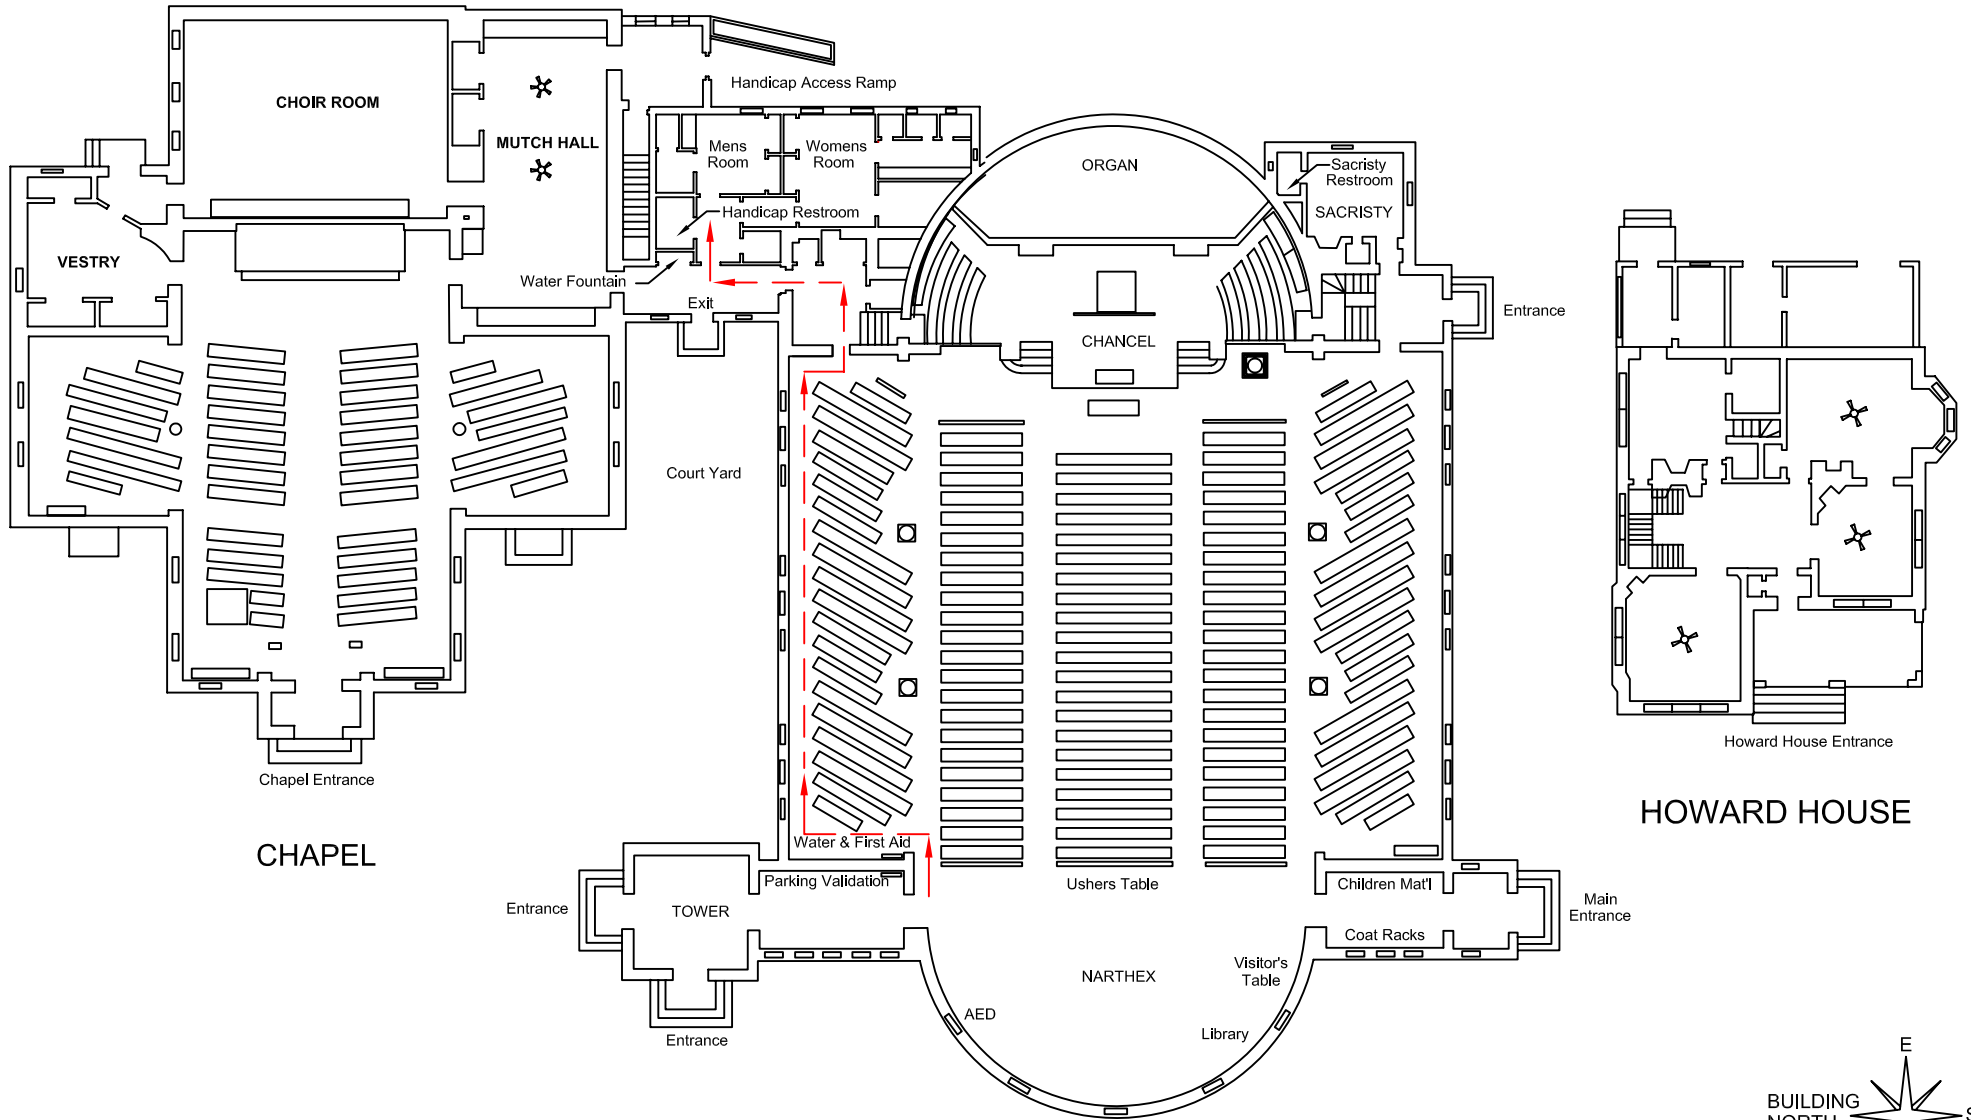 Handicap Access Ramp
CHOIR ROOM
MUTCH HALL
Mens
Room
Womens
Room
ORGAN
Sacristy
Restroom
SACRISTY
Handicap Restroom
VESTRY
Water Fountain
Exit
Entrance
CHANCEL
Court Yard
Howard House Entrance
Chapel Entrance
HOWARD HOUSE
CHAPEL
Water & First Aid
Parking Validation
Ushers Table
Children Mat'l
Entrance
TOWER
Main
Entrance
Coat Racks
Visitor's
Table
NARTHEX
AED
Library
Entrance
E
BUILDING
NORTH
S